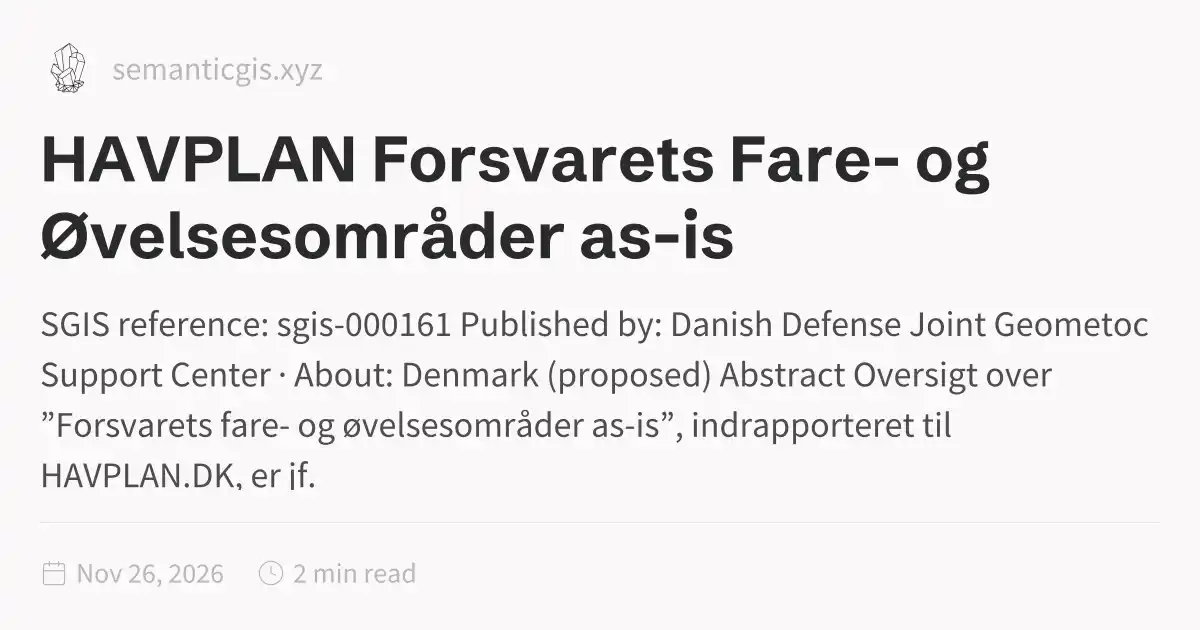 semanticgis.xyz
HAVPLAN Forsvarets Fare- og
Øvelsesområder as-is
SGIS reference: sgis-000161 Published by: Danish Defense Joint Geometoc
Support Center · About: Denmark (proposed) Abstract Oversigt over
”Forsvarets fare- og øvelsesområder as-is”, indrapporteret til
HAVPLAN.DK, er jf.
Nov 26, 2026
2 min read